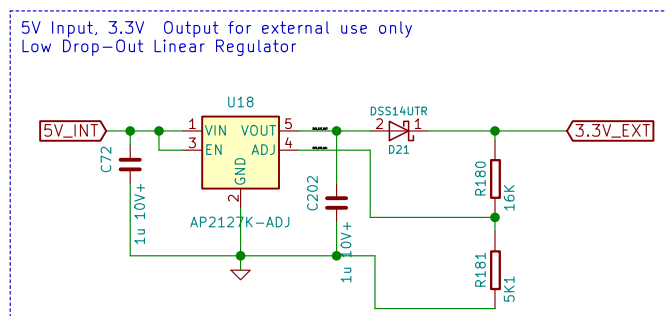 5V Input, 3.3V  Output for external use only
Low Drop-Out Linear Regulator
U18
DSS14UTR
5V_INT
1
VIN
VOUT
5
2
1
3.3V_EXT
3
EN
ADJ
4
D21
C72
GND
2
C202
R180
16K
AP2127K-ADJ
1u 10V+
1u 10V+
R181
5K1